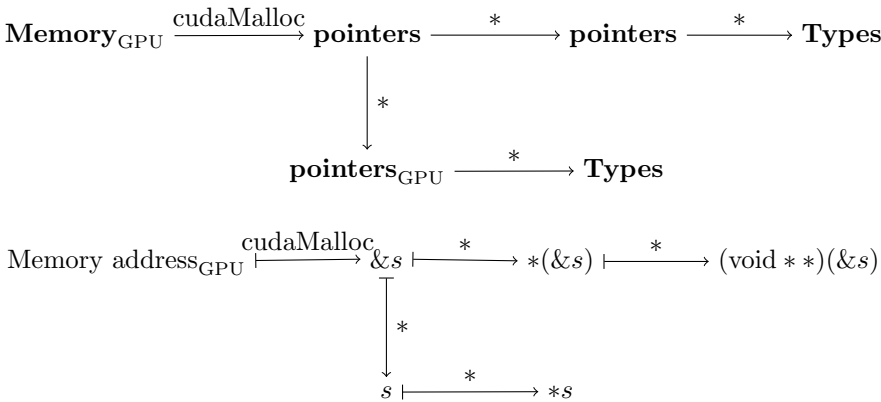 cudaMalloc * *
Memory_GPU pointers pointers Types
*
*
pointers_GPU Types
cudaMalloc * *
Memory address_GPU &s *(&s) (void * *)(&s)
*
*
s *s